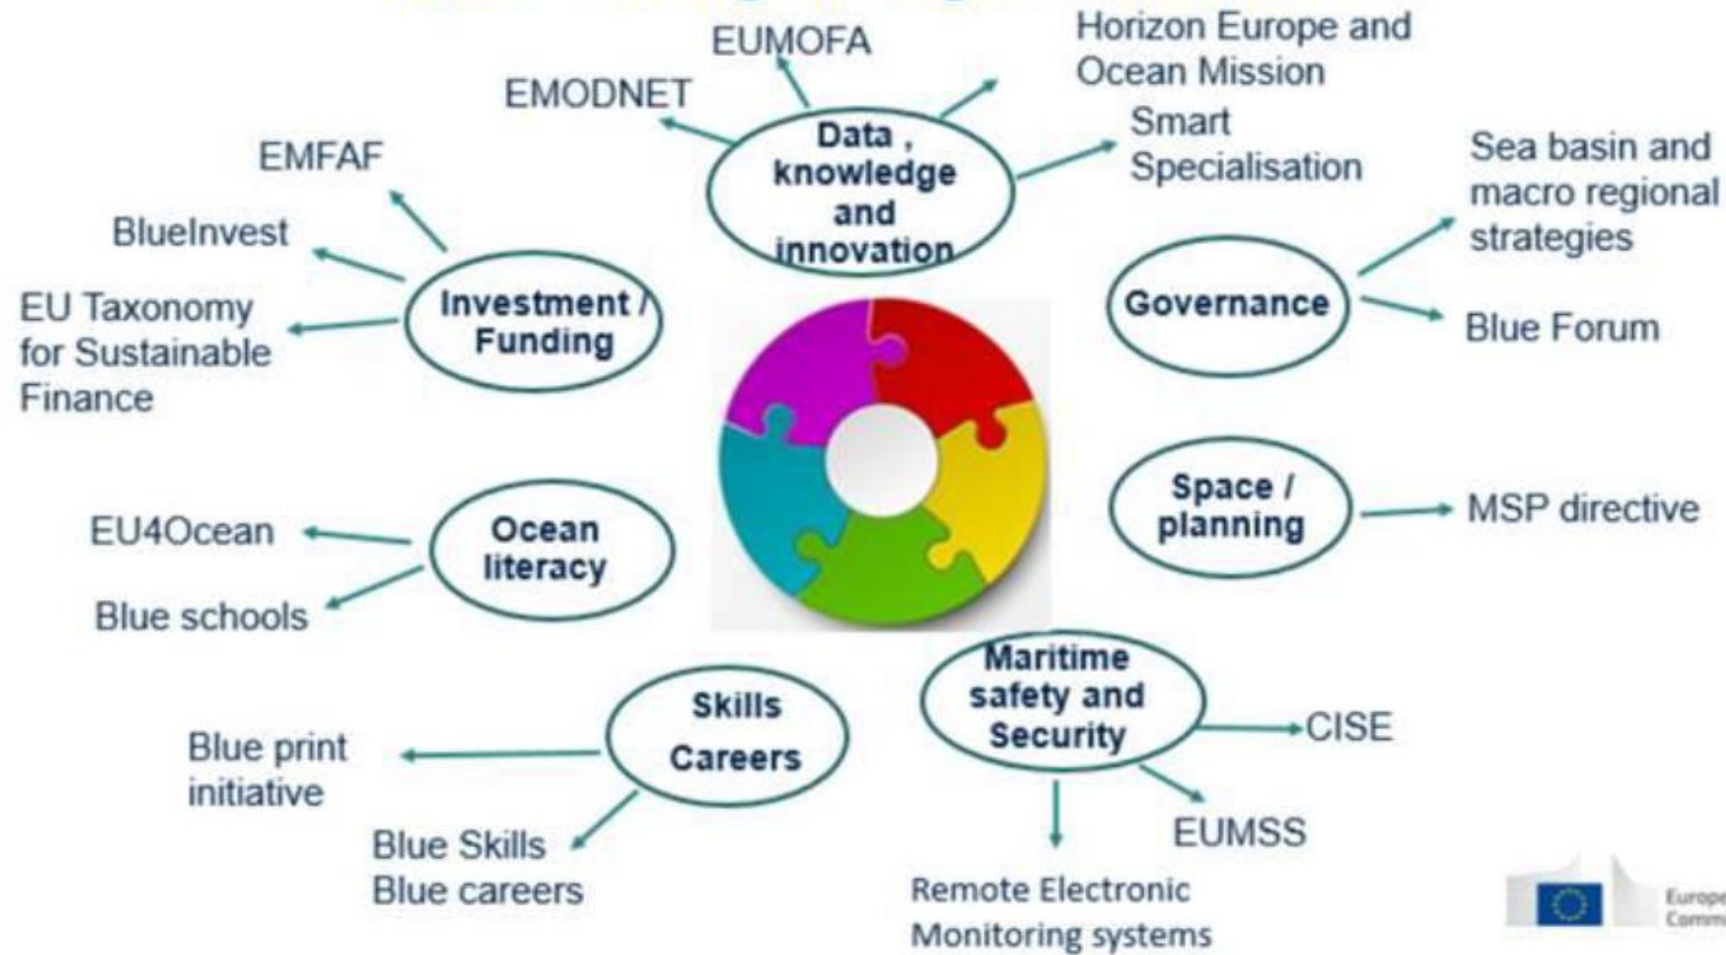 EUMOFA
Horizon Europe and
Ocean Mission
EMODNET
Data ,
knowledge
and
innovation
Smart
Specialisation
Sea basin and
macro regional
strategies
EMFAF
BlueInvest
EU Taxonomy
for Sustainable
Finance
Investment /
Funding
Governance
Blue Forum
Space /
planning
MSP directive
EU4Ocean
Blue schools
Ocean
literacy
Maritime
safety and
Security
CISE
EUMSS
Remote Electronic
Monitoring systems
Skills
Careers
Blue print
initiative
Blue Skills
Blue careers